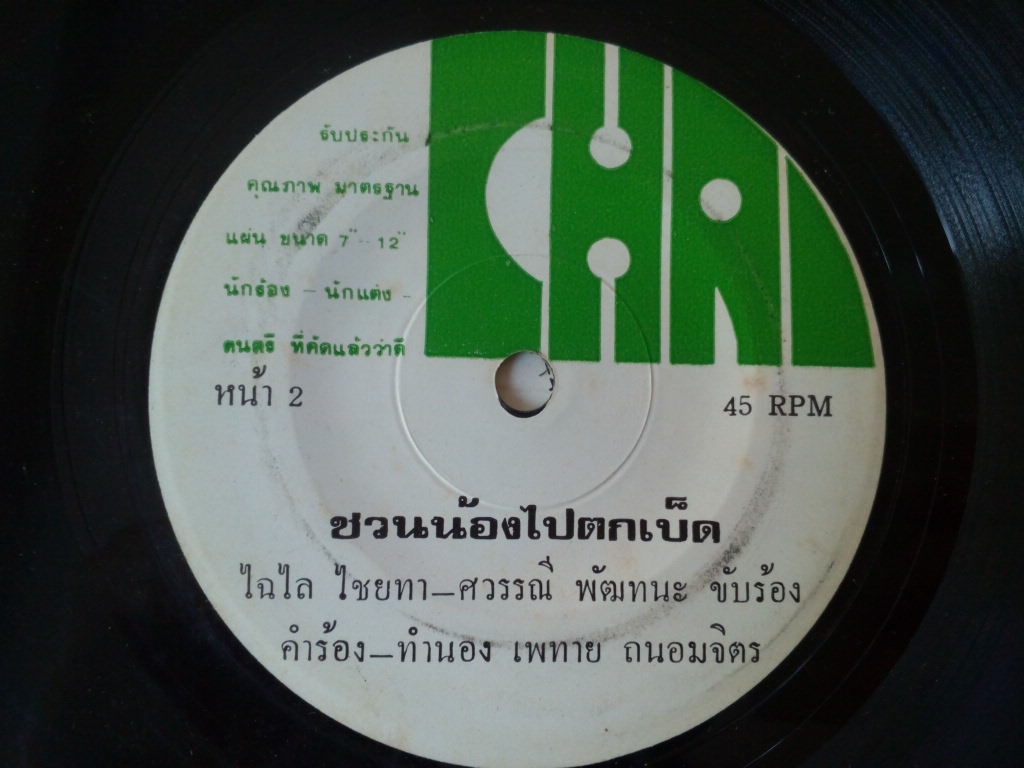 CHAI
รับประกัน
คุณภาพ มาตรฐาน
แผ่น ขนาด 7" - 12"
นักร้อง - นักแต่ง -
ดนตรี ที่คัดแล้วว่าดี
หน้า 2
45 RPM
ชวนน้องไปตกเบ็ด
ไฉไล ไชยทา–ศวรรณี พัฒทนะ ขับร้อง
คำร้อง–ทำนอง เพทาย ถนอมจิตร